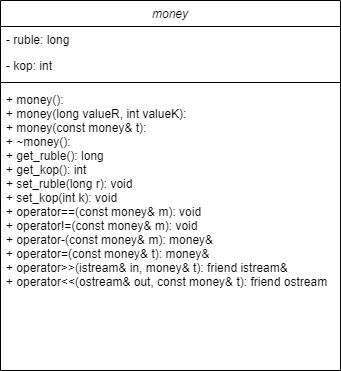 money
- ruble: long
- kop: int
+ money():
+ money(long valueR, int valueK):
+ money(const money& t):
+ ~money():
+ get_ruble(): long
+ get_kop(): int
+ set_ruble(long r): void
+ set_kop(int k): void
+ operator==(const money& m): void
+ operator!=(const money& m): void
+ operator-(const money& m): money&
+ operator=(const money& t): money&
+ operator>>(istream& in, money& t): friend istream&
+ operator<<(ostream& out, const money& t): friend ostream